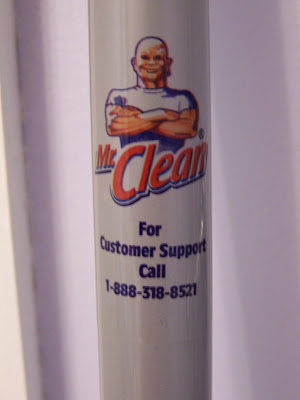 Mr. Clean®
For
Customer Support
Call
1-888-318-8521